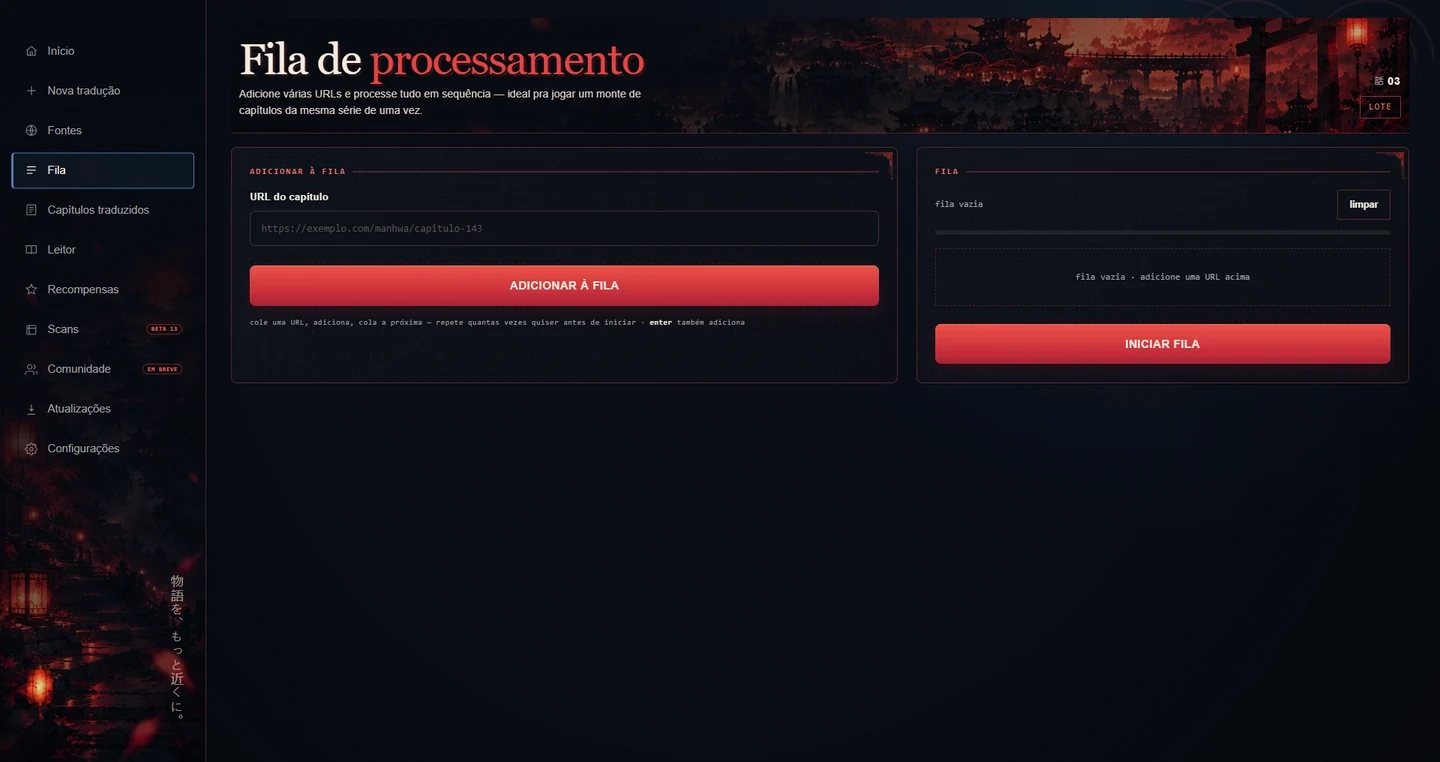 Início
Nova tradução
Fontes
Fila
Capítulos traduzidos
Leitor
Recompensas
Scans
BETA 13
Comunidade
EM BREVE
Atualizações
Configurações
物語を、もっと近くに。
Fila de processamento
Adicione várias URLs e processe tudo em sequência — ideal pra jogar um monte de
capítulos da mesma série de uma vez.
話 03
LOTE
ADICIONAR À FILA
URL do capítulo
https://exemplo.com/manhwa/capitulo-143
ADICIONAR À FILA
cole uma URL, adiciona, cola a próxima — repete quantas vezes quiser antes de iniciar · enter também adiciona
FILA
fila vazia
limpar
fila vazia · adicione uma URL acima
INICIAR FILA